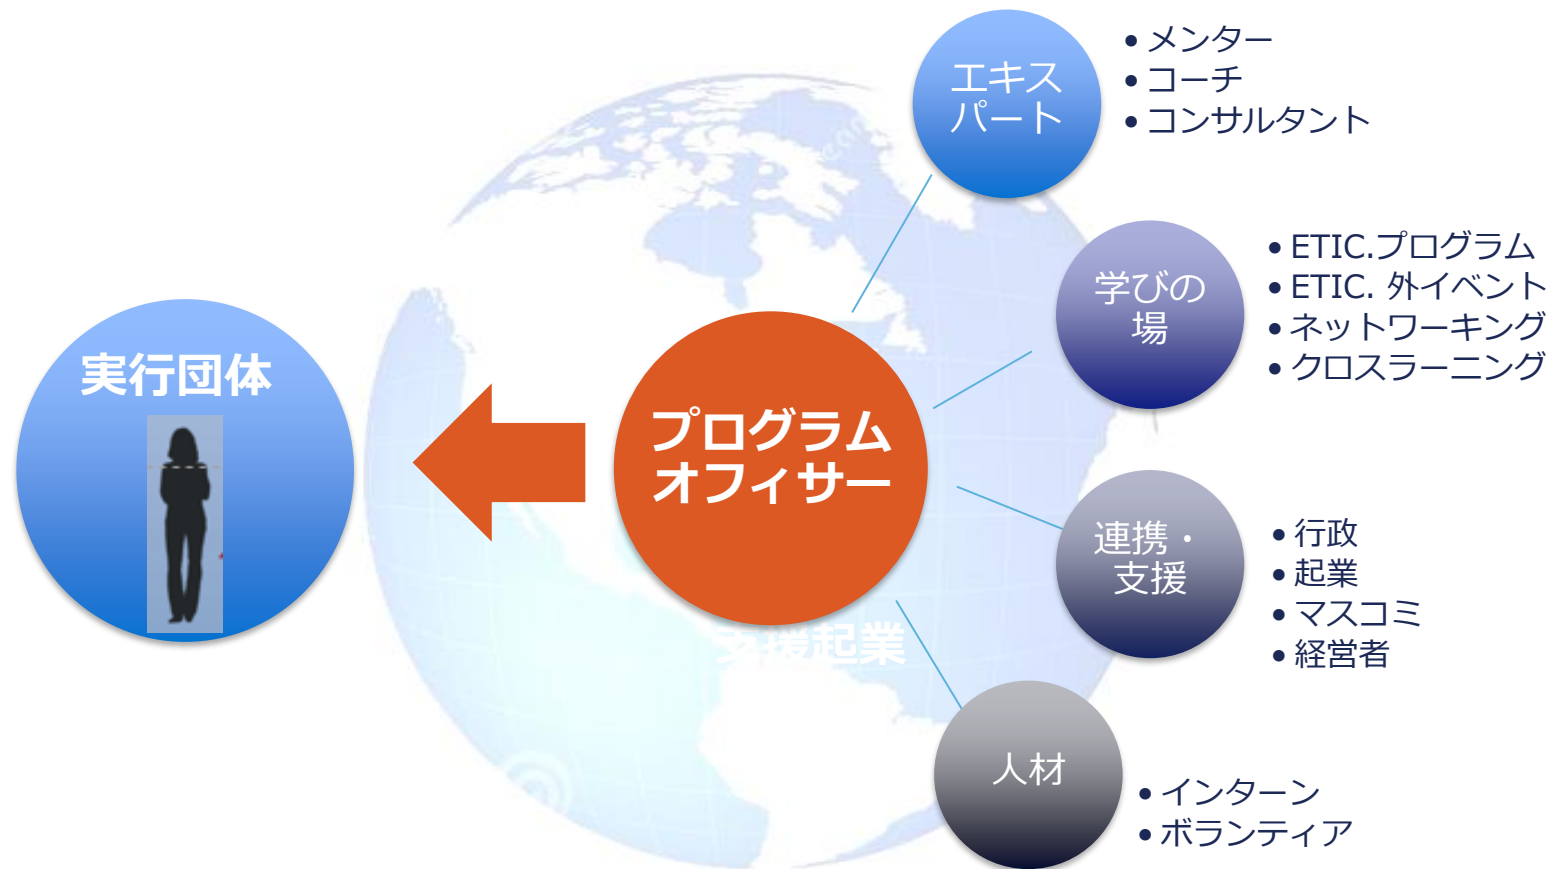 実行団体
プログラム
オフィサー
支援起業
エキス
パート
• メンター
• コーチ
• コンサルタント
学びの
場
• ETIC.プログラム
• ETIC. 外イベント
• ネットワーキング
• クロスラーニング
連携・
支援
• 行政
• 起業
• マスコミ
• 経営者
人材
• インターン
• ボランティア